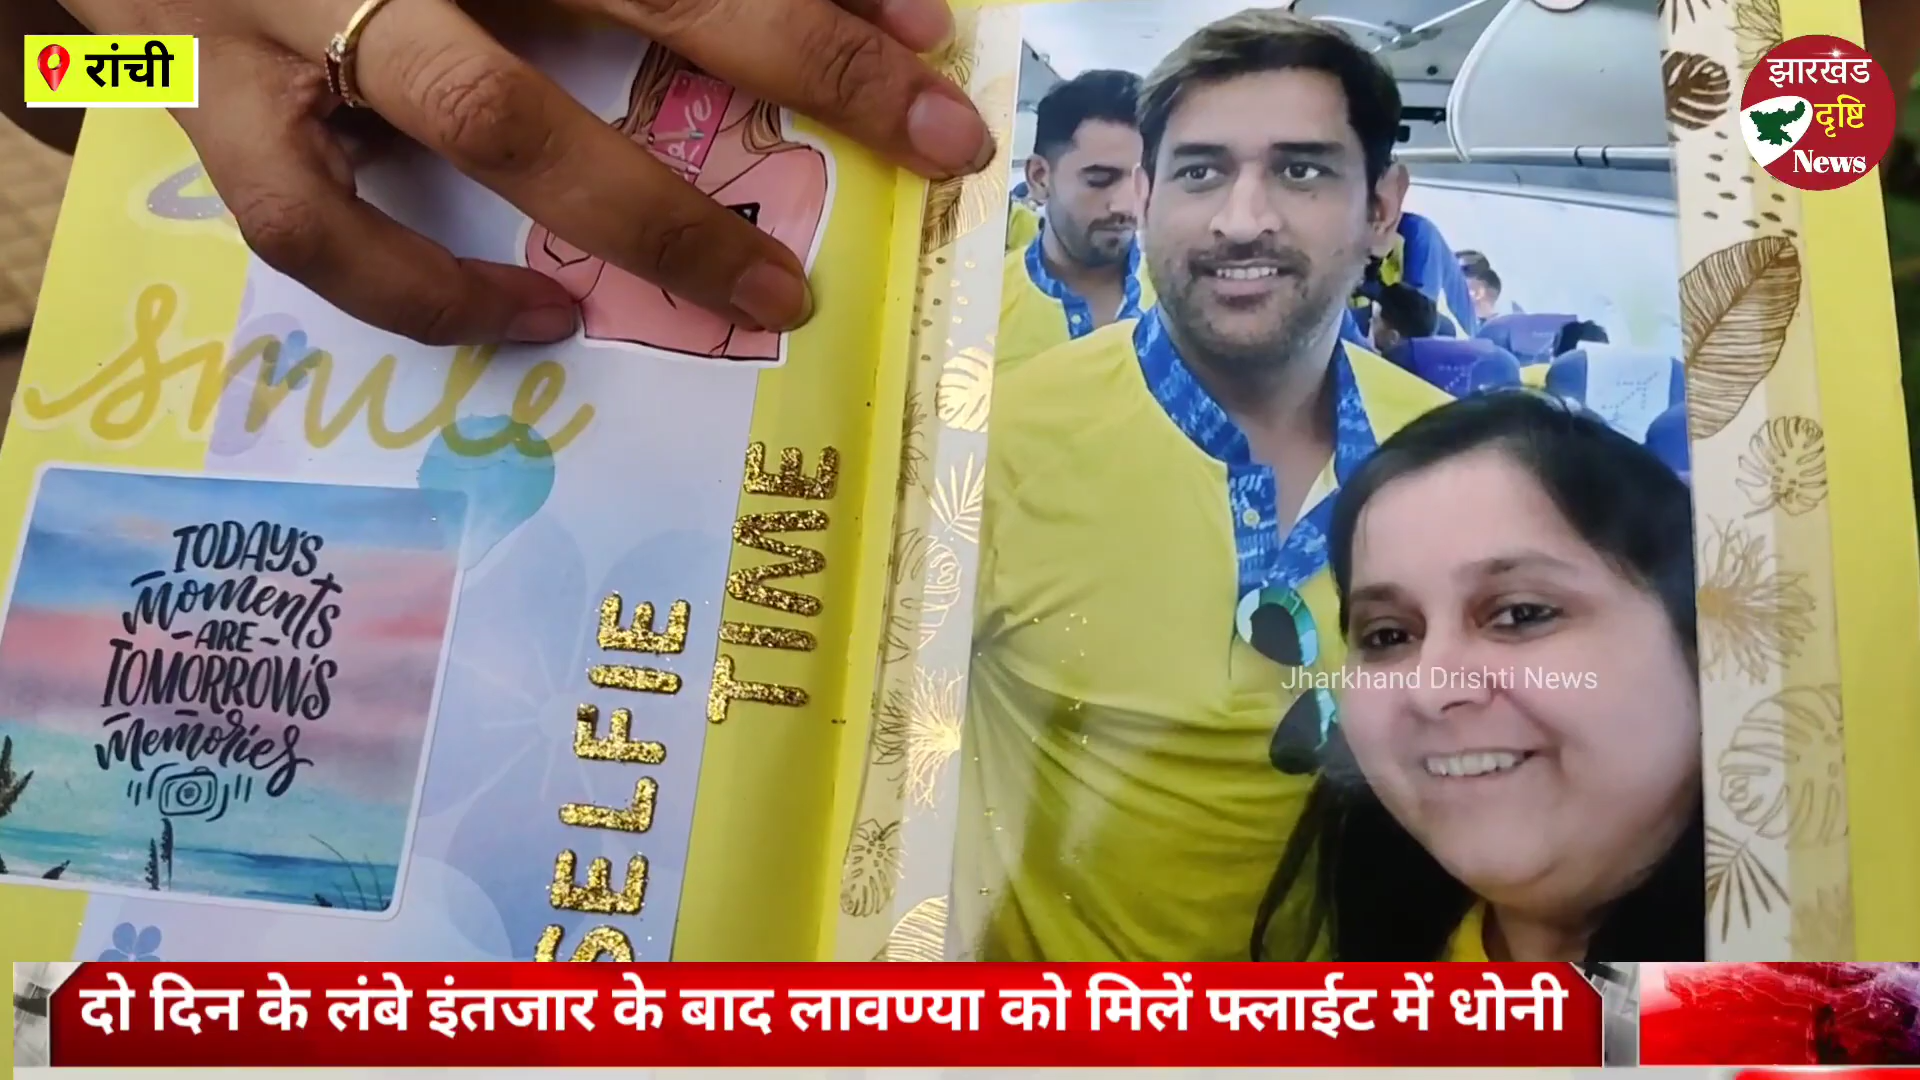 रांची
झारखंड
दृष्टि
News
smile
TODAY'S
Moments
-ARE-
TOMORROW'S
Memories
SELFIE
TIME
Jharkhand Drishti News
दो दिन के लंबे इंतजार के बाद लावण्या को मिलें फ्लाईट में धोनी